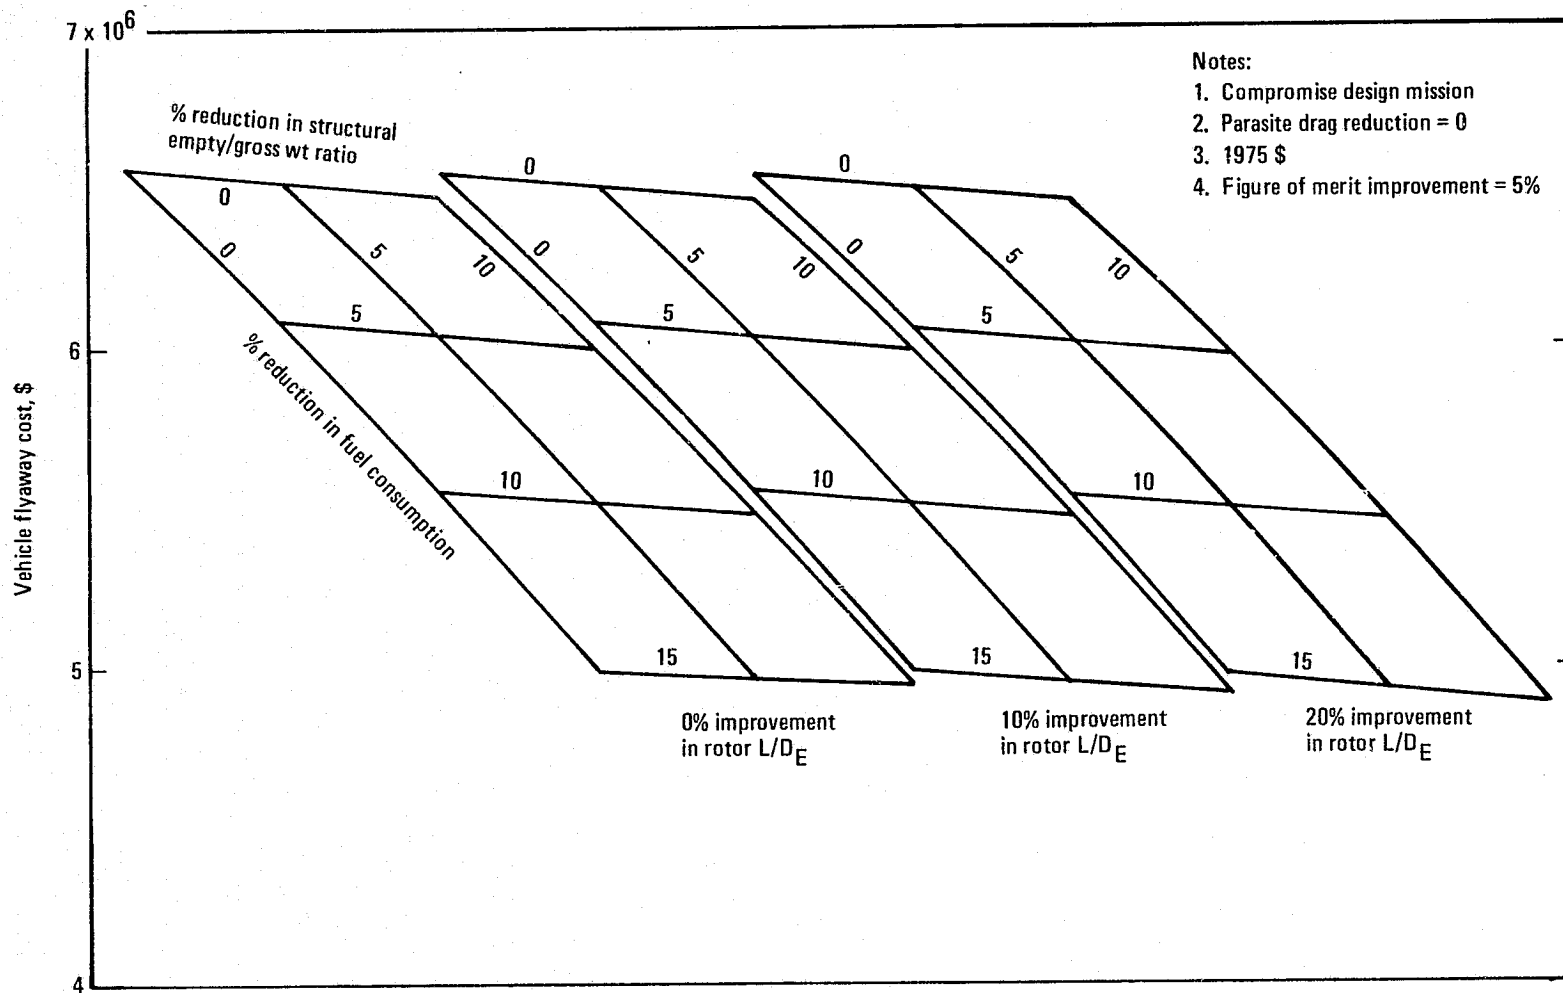 7 x 10⁶
Notes:
1. Compromise design mission
2. Parasite drag reduction = 0
3. 1975 $
4. Figure of merit improvement = 5%
% reduction in structural
empty/gross wt ratio
0
0
0
0
5
10
0
5
10
0
5
10
5
5
5
6
% reduction in fuel consumption
Vehicle flyaway cost, $
10
10
10
15
15
15
5
0% improvement
in rotor L/D_E
10% improvement
in rotor L/D_E
20% improvement
in rotor L/D_E
4